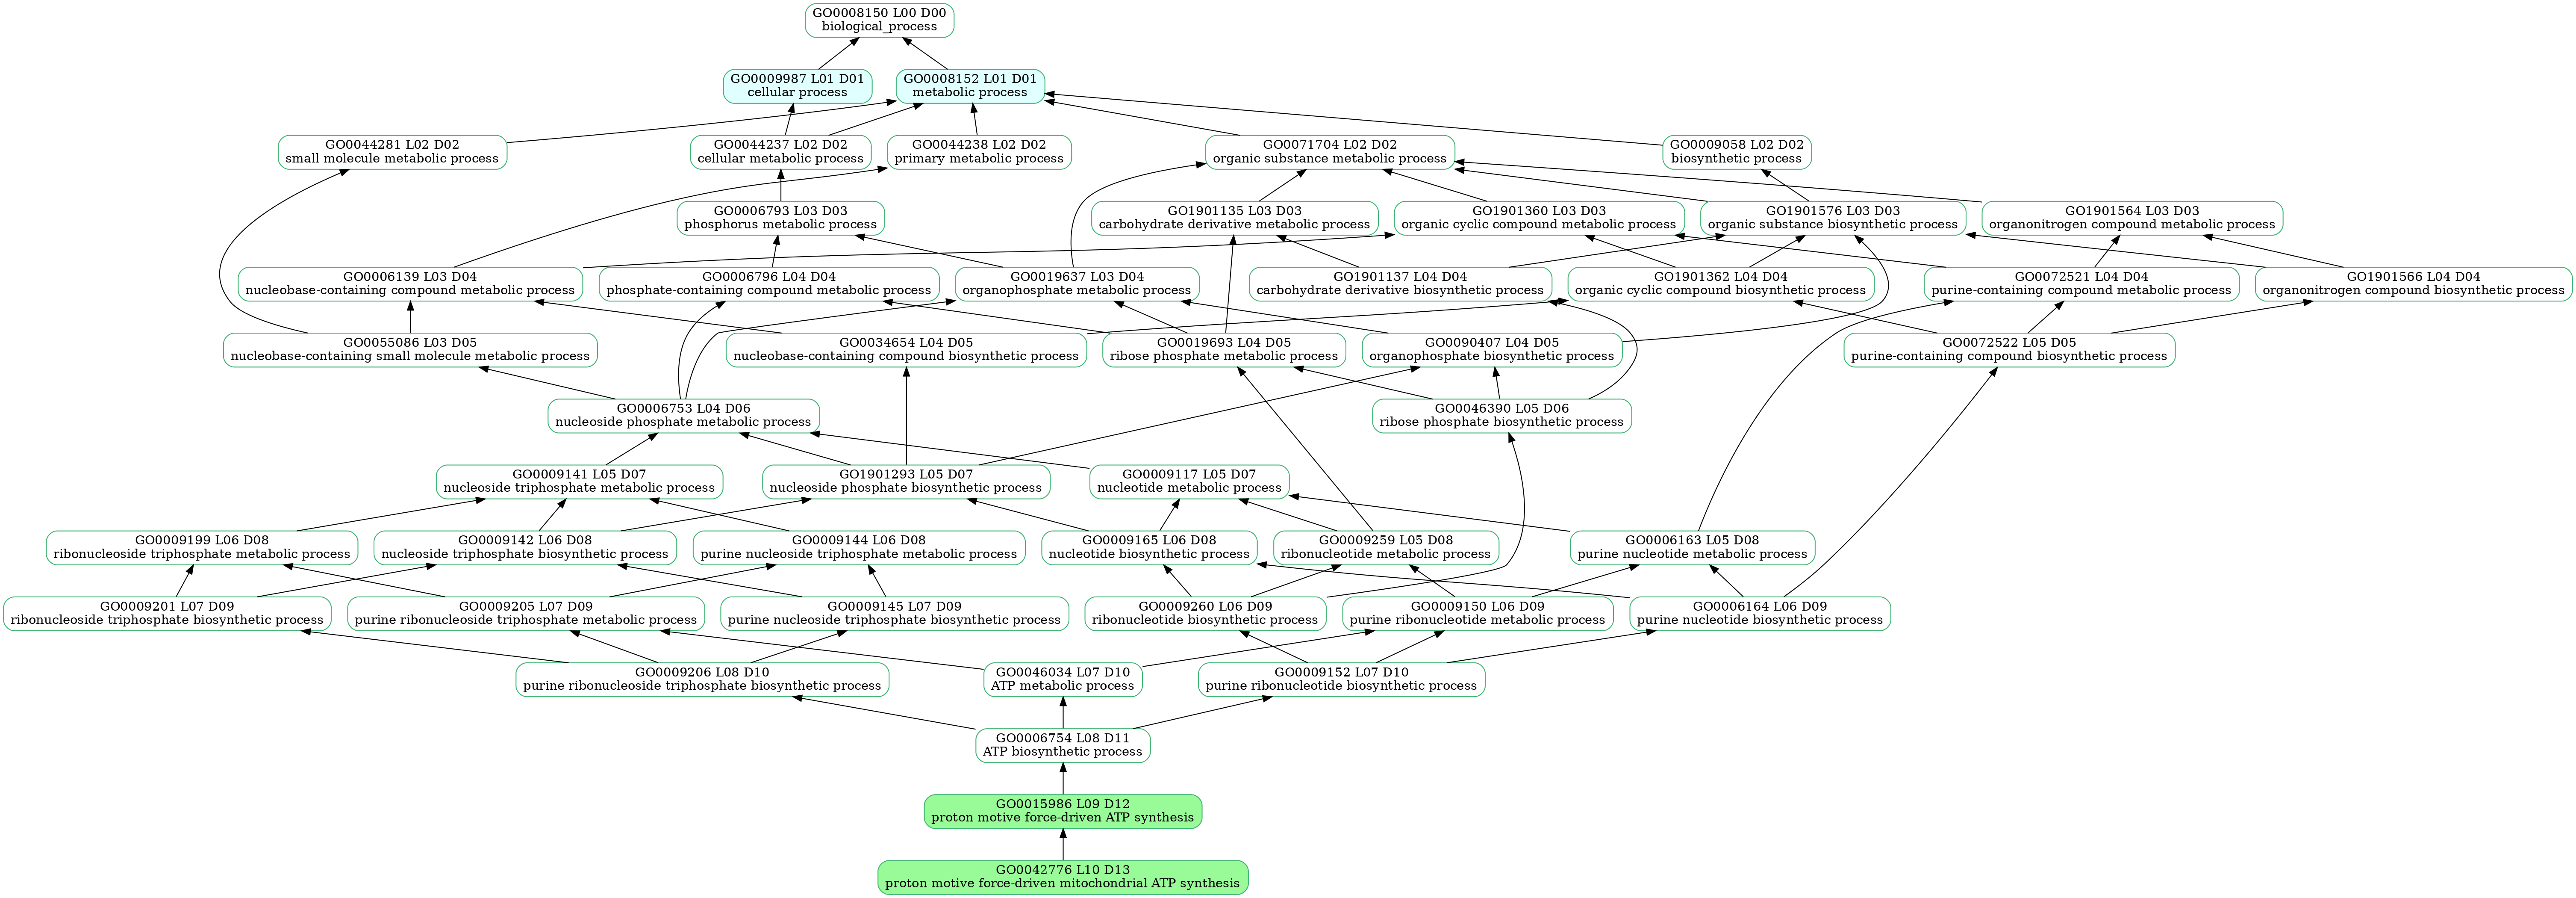 GO0008150 L00 D00
biological_process
GO0009987 L01 D01
cellular process
GO0008152 L01 D01
metabolic process
GO0044281 L02 D02
small molecule metabolic process
GO0044237 L02 D02
cellular metabolic process
GO0044238 L02 D02
primary metabolic process
GO0071704 L02 D02
organic substance metabolic process
GO0009058 L02 D02
biosynthetic process
GO0006793 L03 D03
phosphorus metabolic process
GO1901135 L03 D03
carbohydrate derivative metabolic process
GO1901360 L03 D03
organic cyclic compound metabolic process
GO1901576 L03 D03
organic substance biosynthetic process
GO1901564 L03 D03
organonitrogen compound metabolic process
GO0006139 L03 D04
nucleobase-containing compound metabolic process
GO0006796 L04 D04
phosphate-containing compound metabolic process
GO0019637 L03 D04
organophosphate metabolic process
GO1901137 L04 D04
carbohydrate derivative biosynthetic process
GO1901362 L04 D04
organic cyclic compound biosynthetic process
GO0072521 L04 D04
purine-containing compound metabolic process
GO1901566 L04 D04
organonitrogen compound biosynthetic process
GO0055086 L03 D05
nucleobase-containing small molecule metabolic process
GO0034654 L04 D05
nucleobase-containing compound biosynthetic process
GO0019693 L04 D05
ribose phosphate metabolic process
GO0090407 L04 D05
organophosphate biosynthetic process
GO0072522 L05 D05
purine-containing compound biosynthetic process
GO0006753 L04 D06
nucleoside phosphate metabolic process
GO0046390 L05 D06
ribose phosphate biosynthetic process
GO0009141 L05 D07
nucleoside triphosphate metabolic process
GO1901293 L05 D07
nucleoside phosphate biosynthetic process
GO0009117 L05 D07
nucleotide metabolic process
GO0009199 L06 D08
ribonucleoside triphosphate metabolic process
GO0009142 L06 D08
nucleoside triphosphate biosynthetic process
GO0009144 L06 D08
purine nucleoside triphosphate metabolic process
GO0009165 L06 D08
nucleotide biosynthetic process
GO0009259 L05 D08
ribonucleotide metabolic process
GO0006163 L05 D08
purine nucleotide metabolic process
GO0009201 L07 D09
ribonucleoside triphosphate biosynthetic process
GO0009205 L07 D09
purine ribonucleoside triphosphate metabolic process
GO0009145 L07 D09
purine nucleoside triphosphate biosynthetic process
GO0009260 L06 D09
ribonucleotide biosynthetic process
GO0009150 L06 D09
purine ribonucleotide metabolic process
GO0006164 L06 D09
purine nucleotide biosynthetic process
GO0009206 L08 D10
purine ribonucleoside triphosphate biosynthetic process
GO0046034 L07 D10
ATP metabolic process
GO0009152 L07 D10
purine ribonucleotide biosynthetic process
GO0006754 L08 D11
ATP biosynthetic process
GO0015986 L09 D12
proton motive force-driven ATP synthesis
GO0042776 L10 D13
proton motive force-driven mitochondrial ATP synthesis